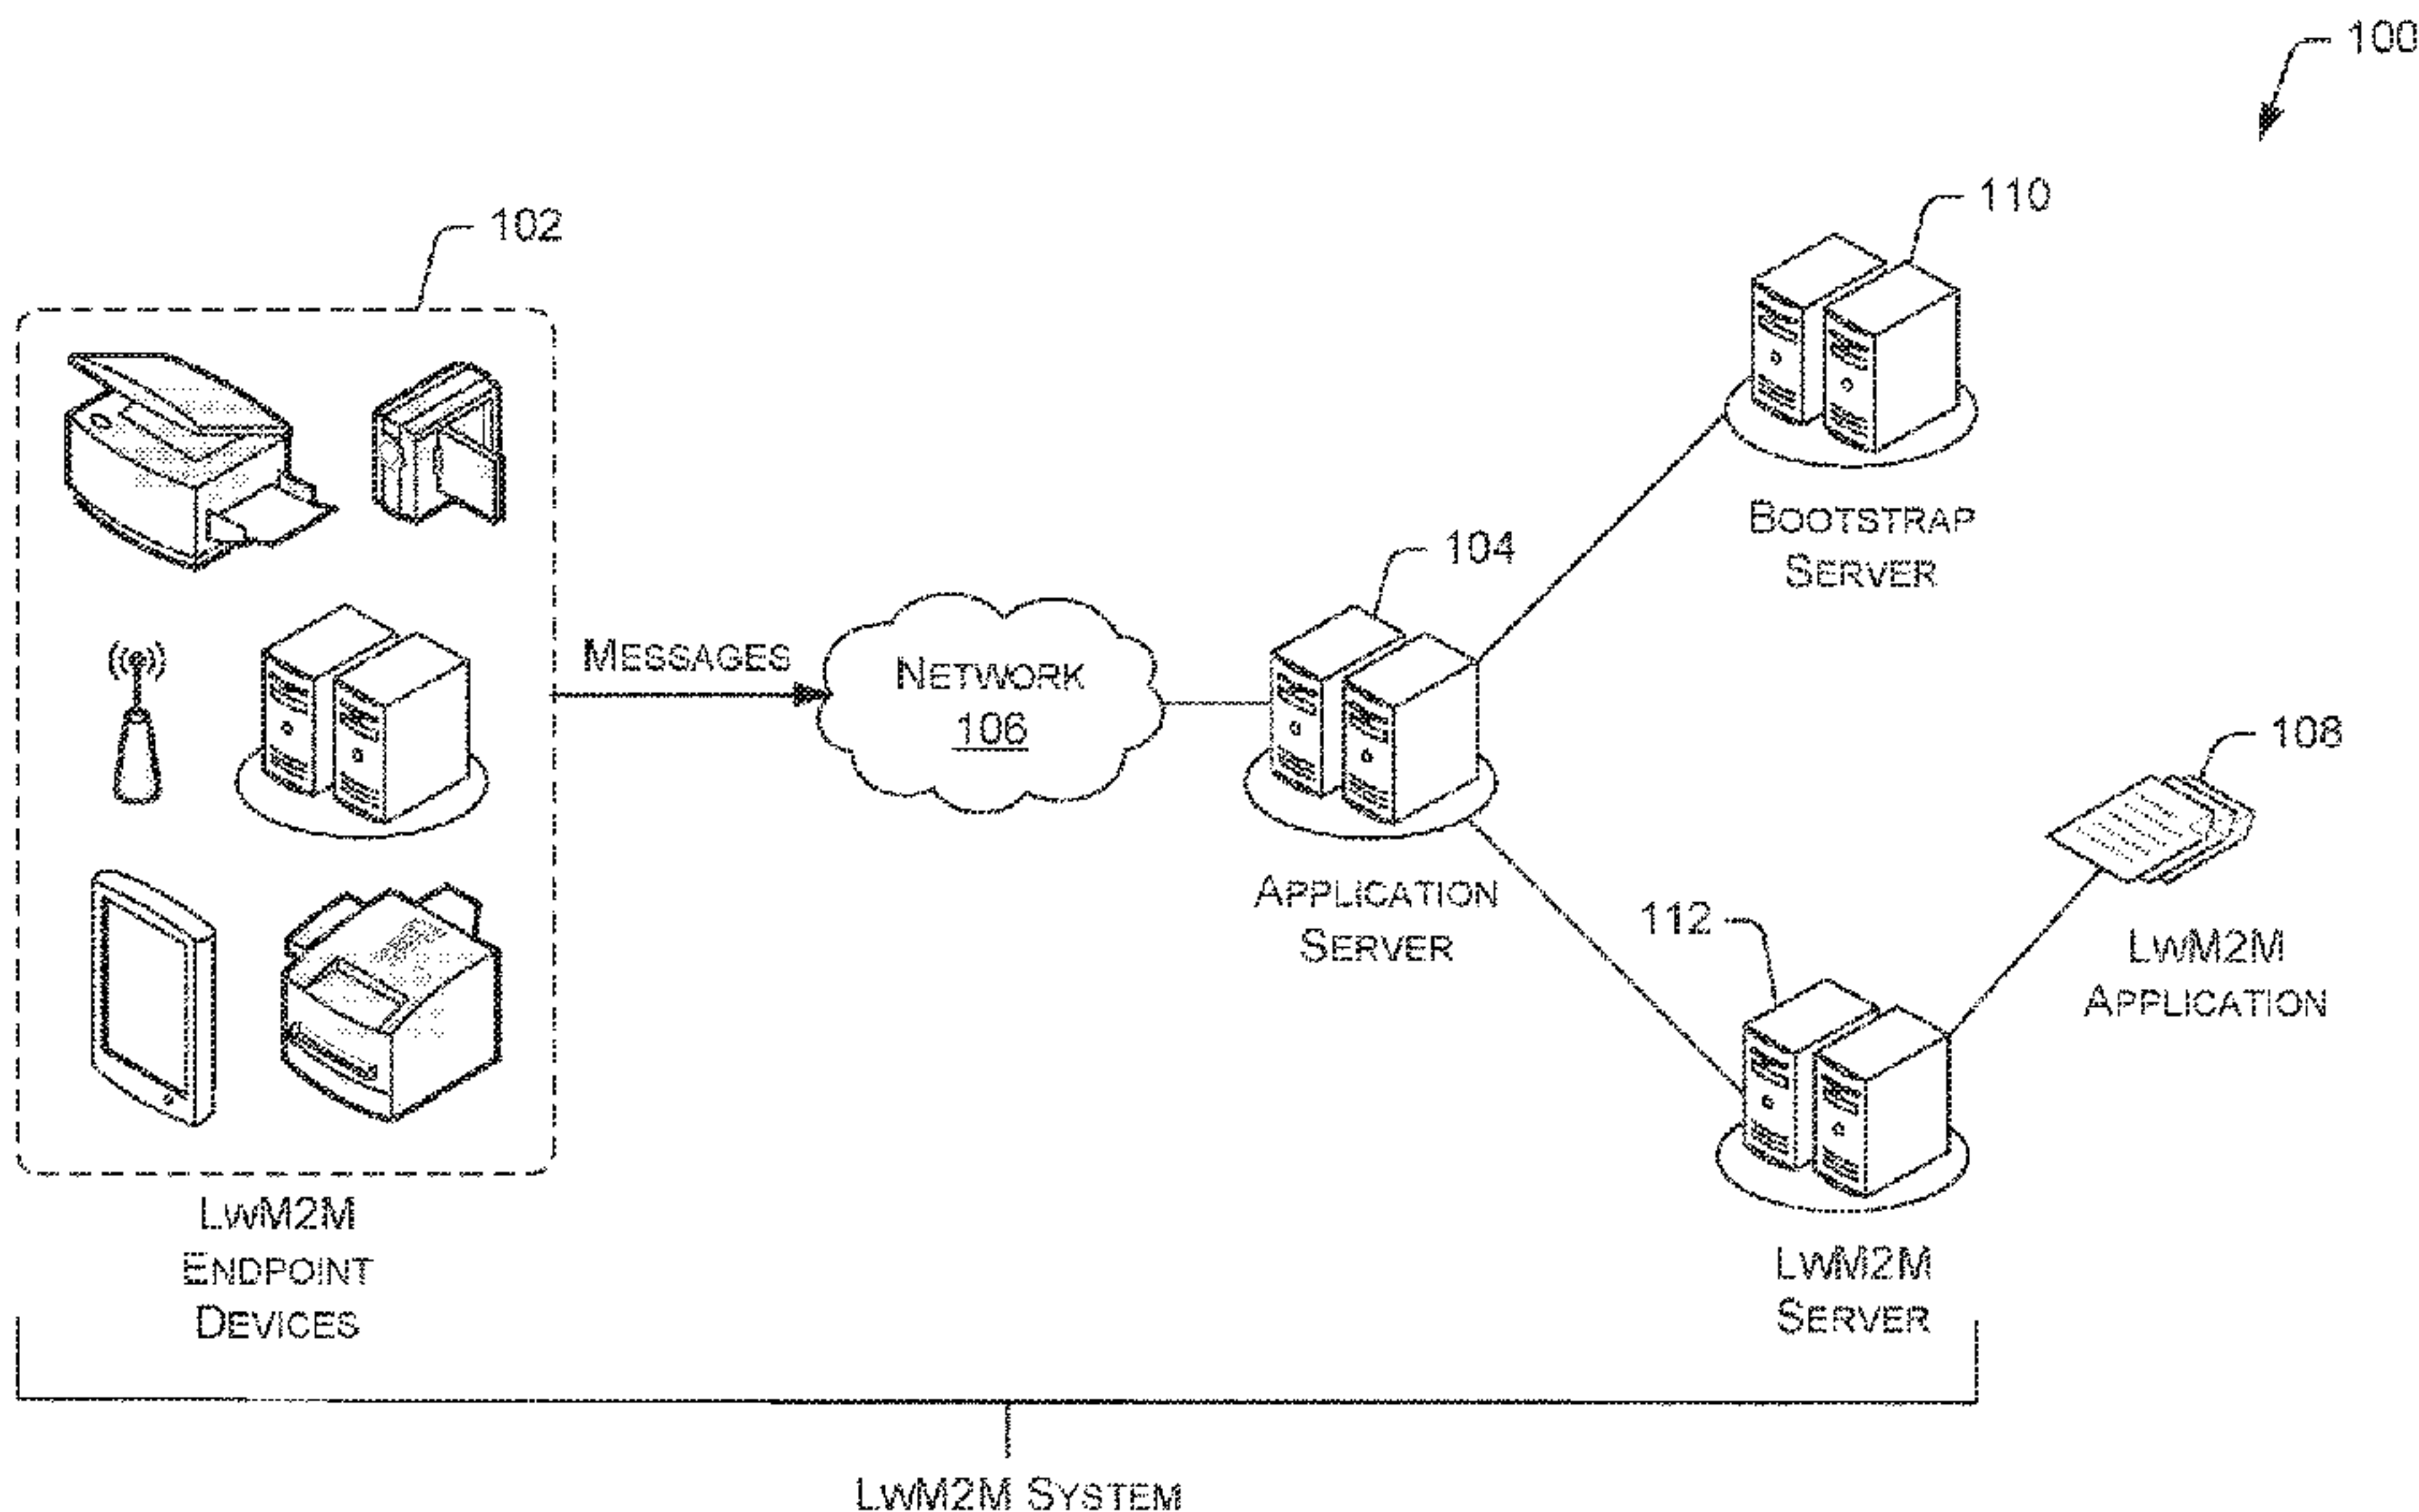 100
110
102
BOOTSTRAP
SERVER
104
MESSAGES
NETWORK
106
108
APPLICATION
SERVER
112
LWM2M
APPLICATION
LWM2M
ENDPOINT
DEVICES
LWM2M
SERVER
LWM2M SYSTEM